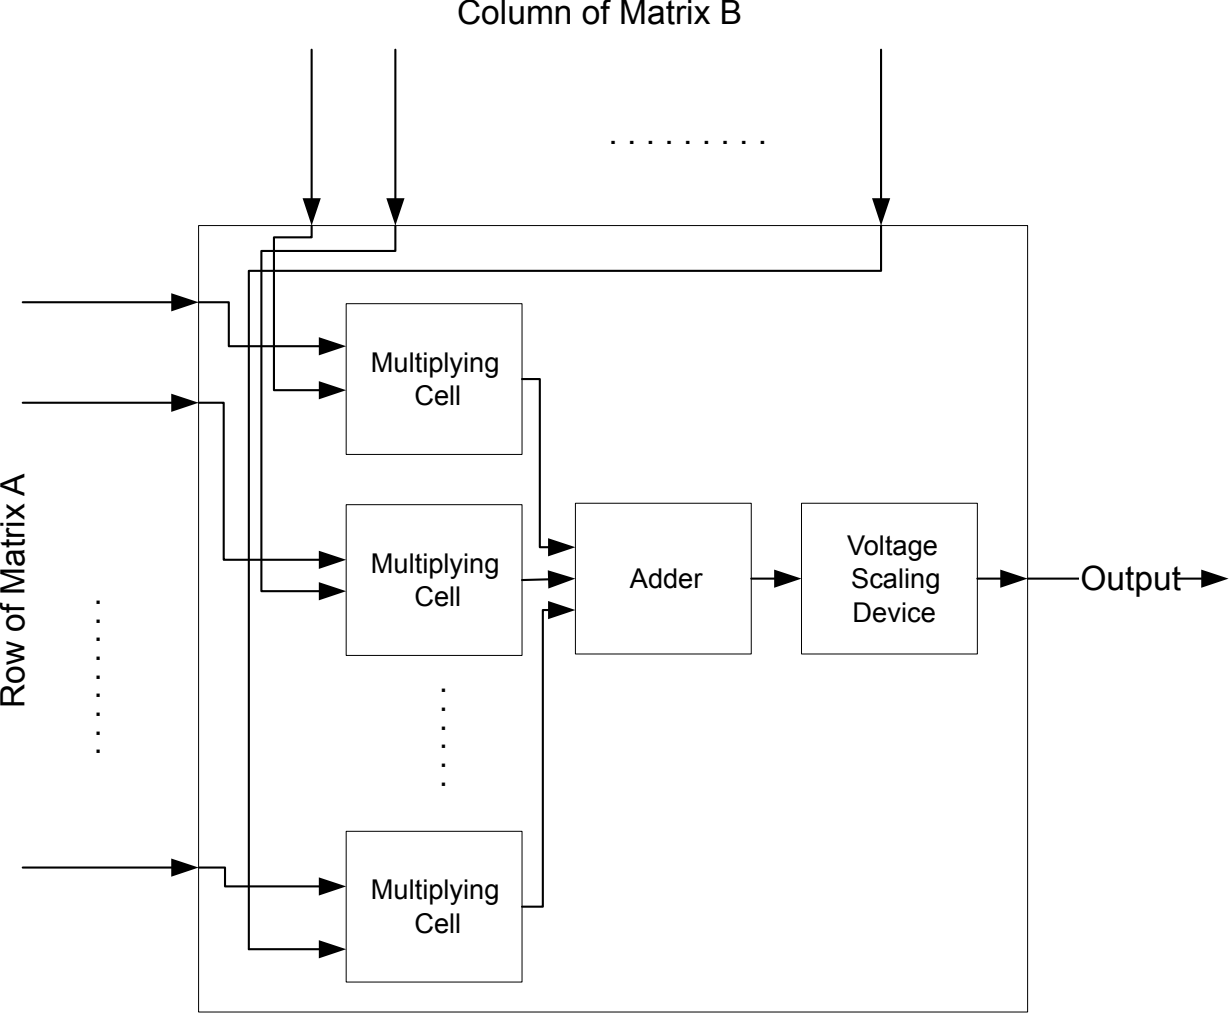 Column of Matrix B
Row of Matrix A
Multiplying
Cell
Multiplying
Cell
Adder
Voltage
Scaling
Device
Output
Multiplying
Cell